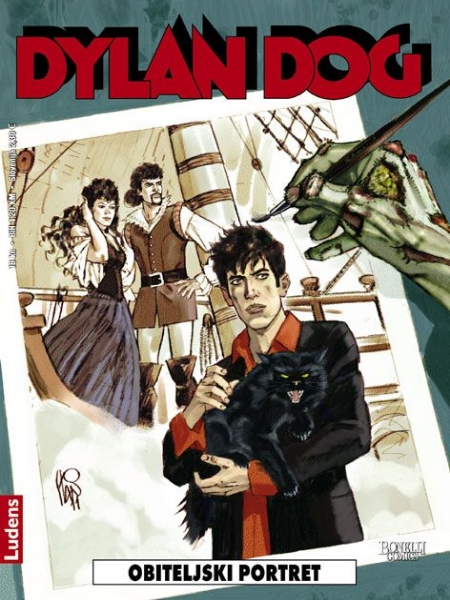 DYLAN DOG
Ludens
BONELLI
COMICS
OBITELJSKI PORTRET